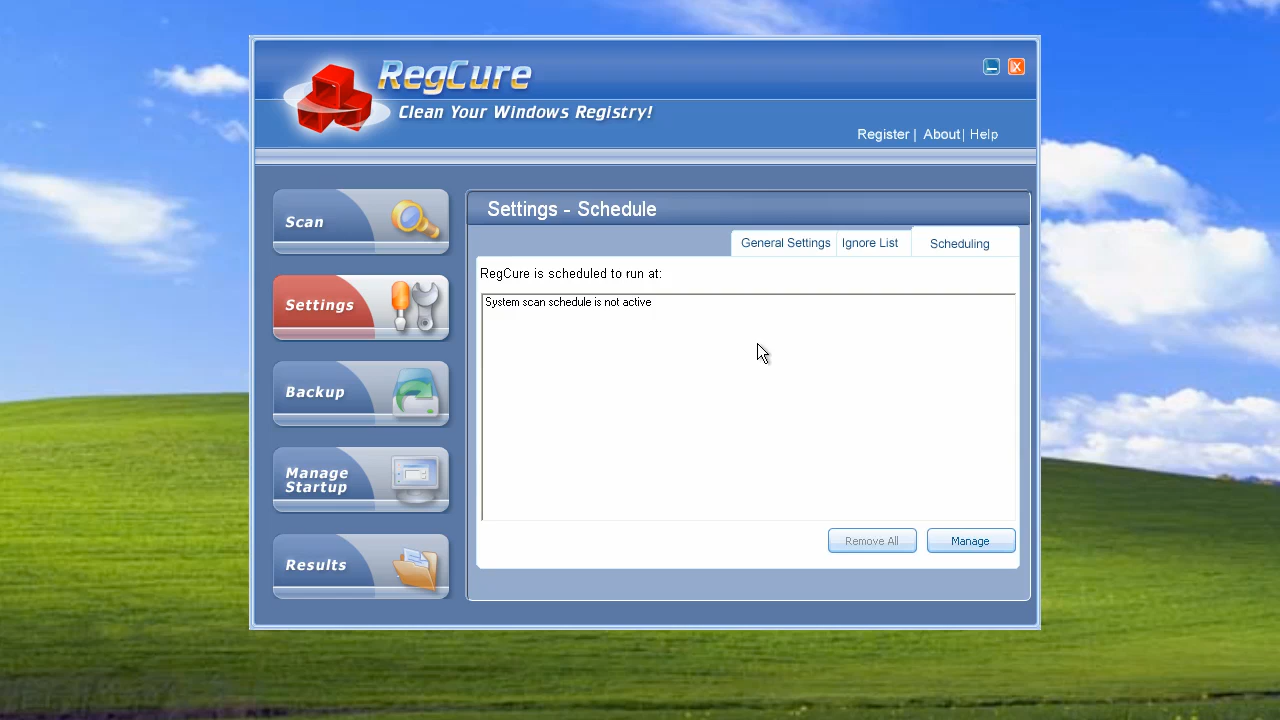 RegCure
Clean Your Windows Registry!
Register | About | Help
Scan
Settings
Backup
Manage
Startup
Results
Settings - Schedule
General Settings Ignore List Scheduling
RegCure is scheduled to run at:
System scan schedule is not active
Remove All Manage